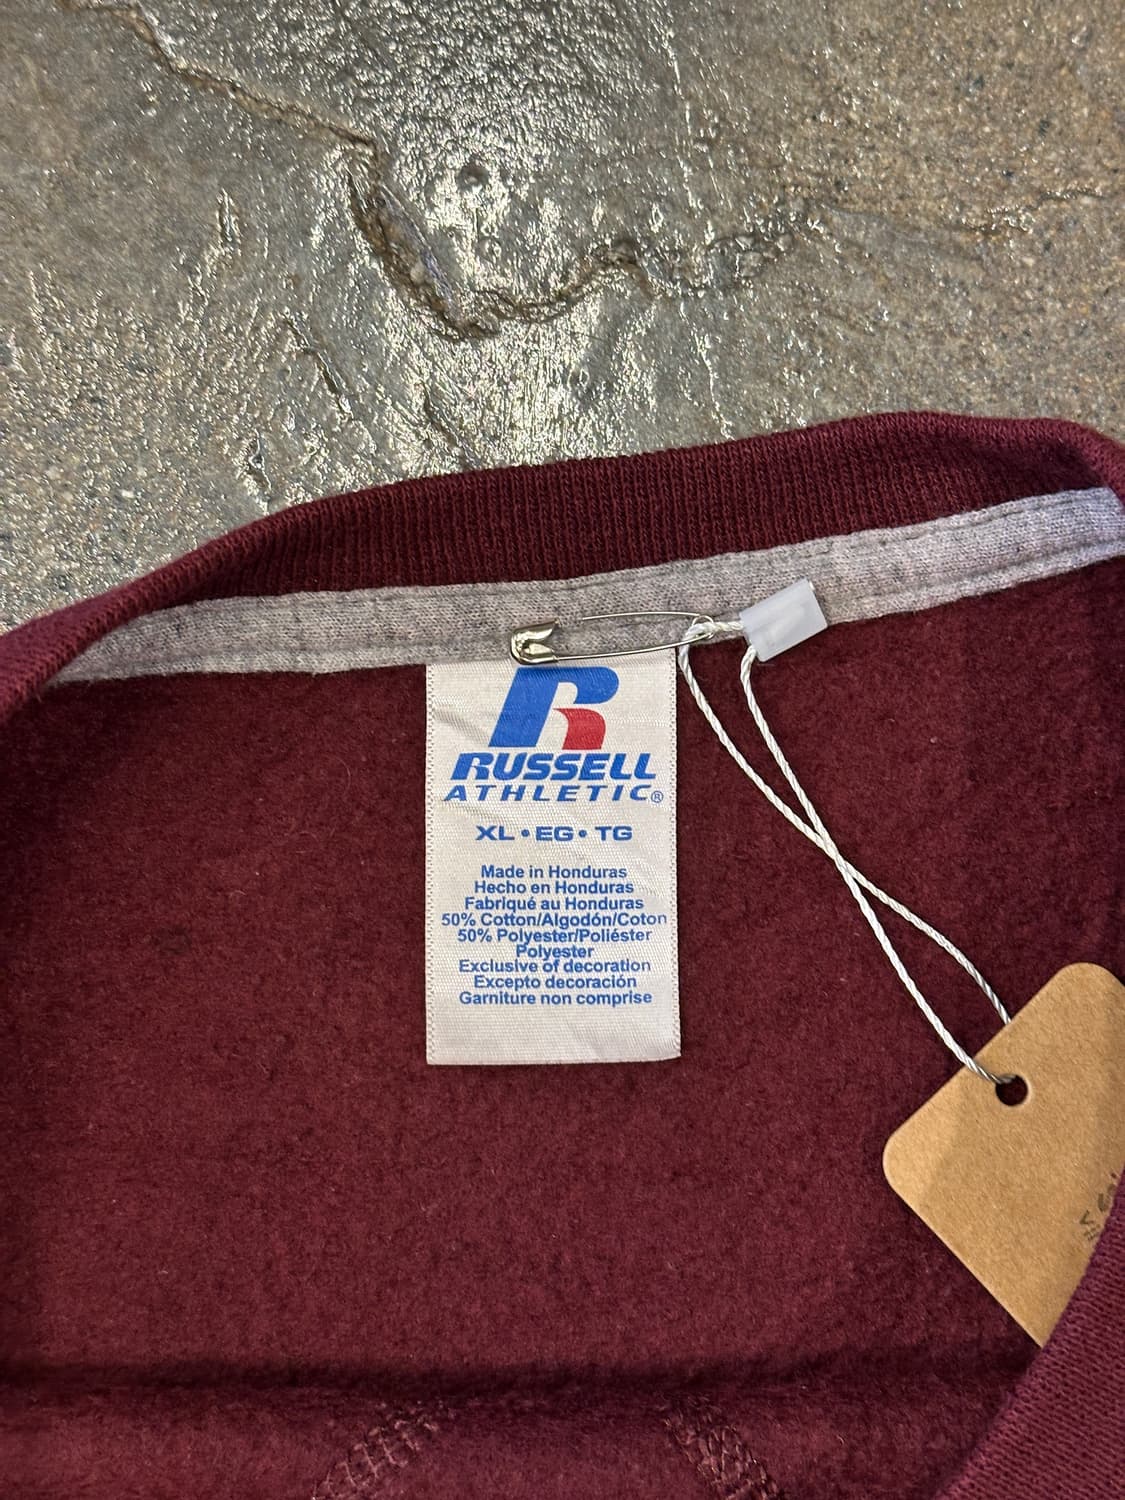 RUSSELL
ATHLETIC®
XL • EG • TG
Made in Honduras
Hecho en Honduras
Fabriqué au Honduras
50% Cotton/Algodón/Coton
50% Polyester/Poliéster
Polyester
Exclusive of decoration
Excepto decoración
Garniture non comprise